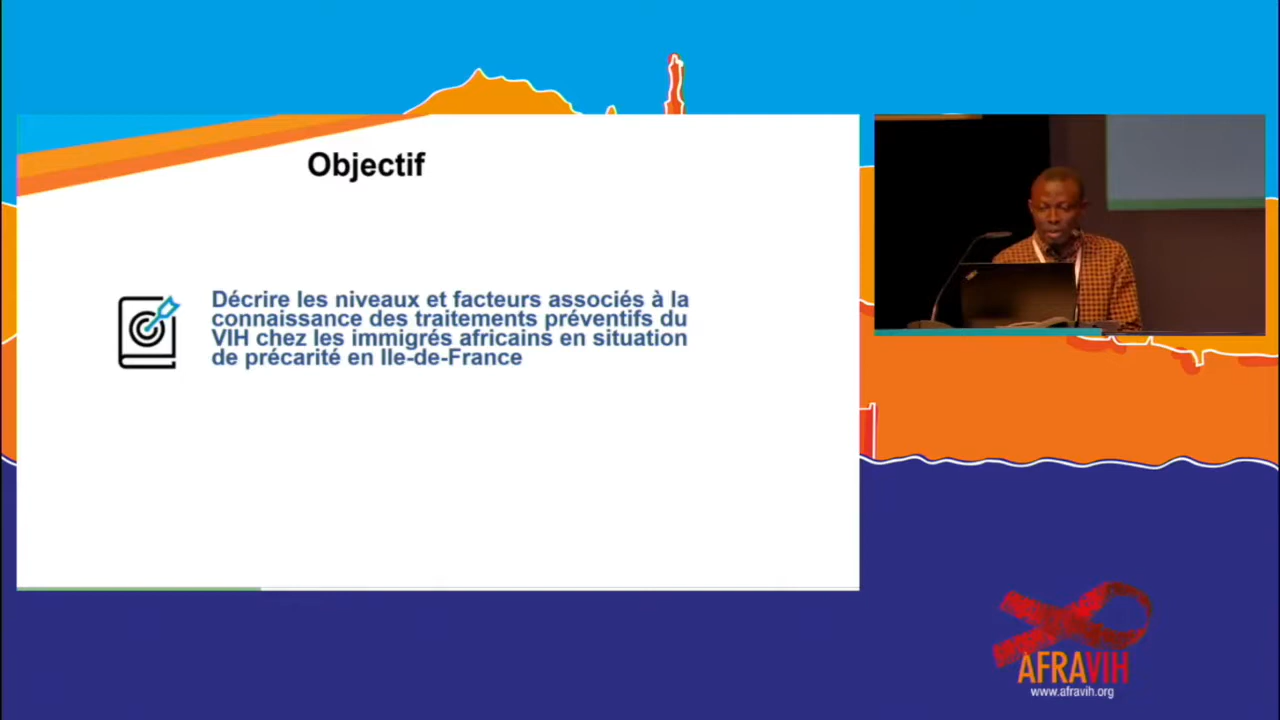 Objectif
Décrire les niveaux et facteurs associés à la
connaissance des traitements préventifs du
VIH chez les immigrés africains en situation
de précarité en Ile-de-France
AFRAVIH
www.afravih.org